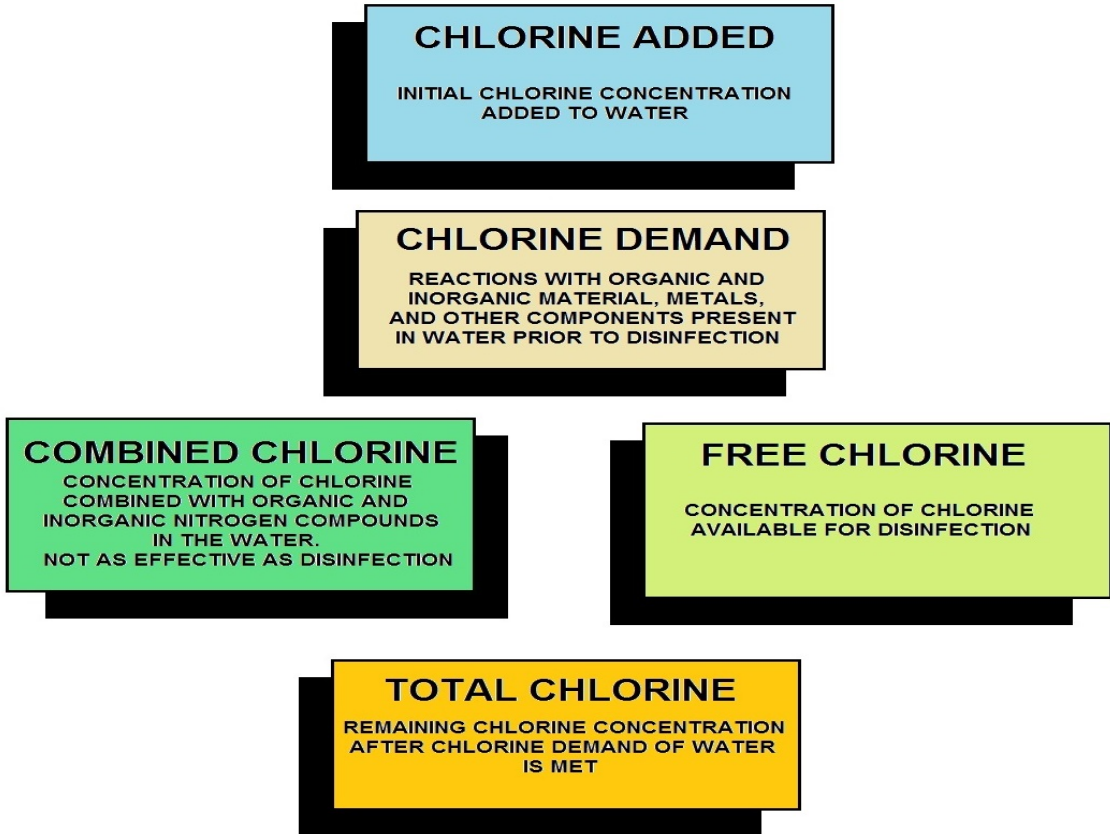 CHLORINE ADDED
INITIAL CHLORINE CONCENTRATION
ADDED TO WATER
CHLORINE DEMAND
REACTIONS WITH ORGANIC AND
INORGANIC MATERIAL, METALS,
AND OTHER COMPONENTS PRESENT
IN WATER PRIOR TO DISINFECTION
COMBINED CHLORINE
CONCENTRATION OF CHLORINE
COMBINED WITH ORGANIC AND
INORGANIC NITROGEN COMPOUNDS
IN THE WATER.
NOT AS EFFECTIVE AS DISINFECTION
FREE CHLORINE
CONCENTRATION OF CHLORINE
AVAILABLE FOR DISINFECTION
TOTAL CHLORINE
REMAINING CHLORINE CONCENTRATION
AFTER CHLORINE DEMAND OF WATER
IS MET